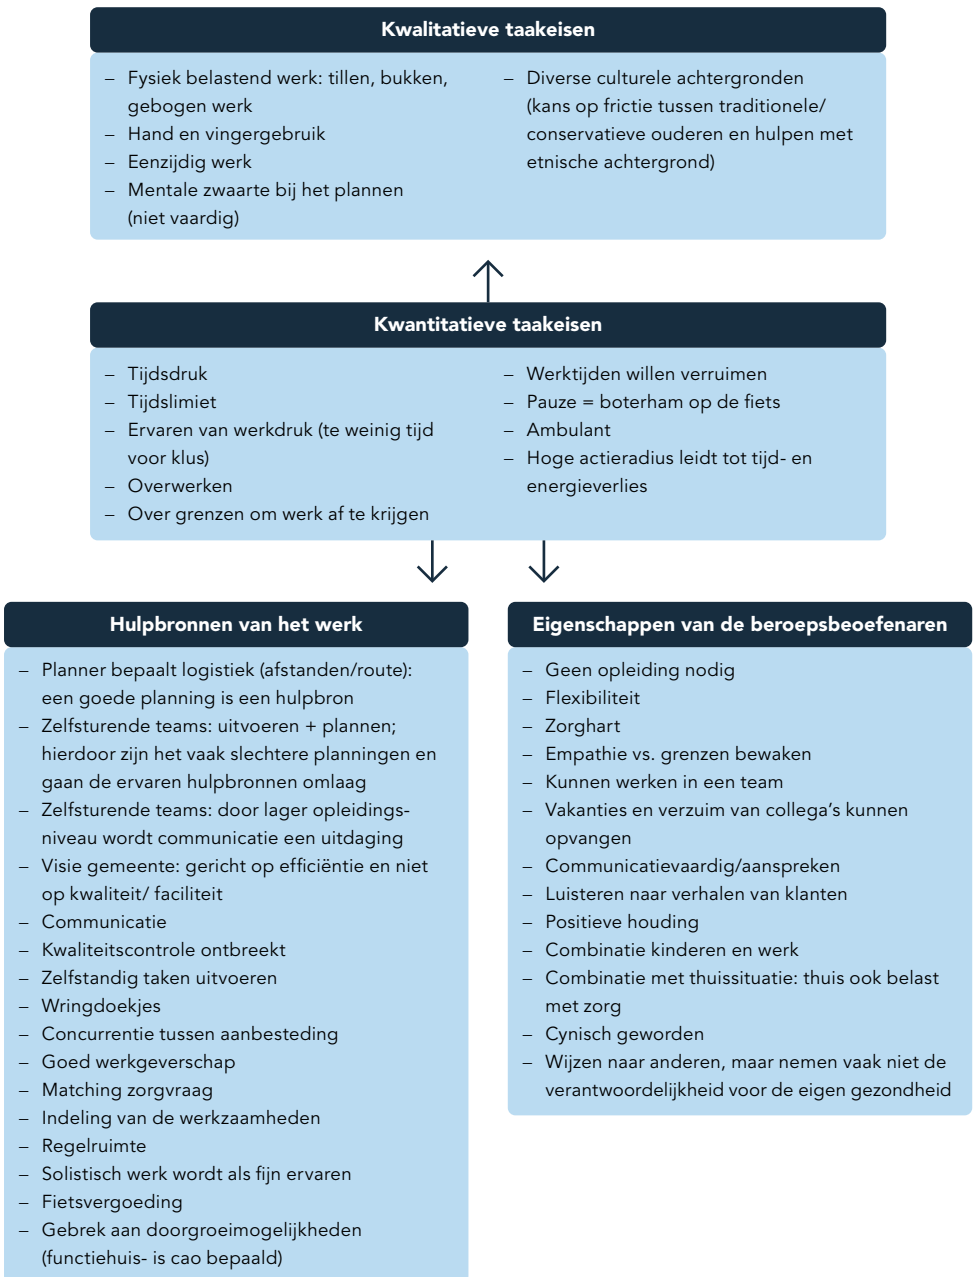 Kwalitatieve taakeisen
– Fysiek belastend werk: tillen, bukken,
gebogen werk
– Hand en vingergebruik
– Eenzijdig werk
– Mentale zwaarte bij het plannen
(niet vaardig)
– Diverse culturele achtergronden
(kans op frictie tussen traditionele/
conservatieve ouderen en hulpen met
etnische achtergrond)
Kwantitatieve taakeisen
– Tijdsdruk
– Tijdslimiet
– Ervaren van werkdruk (te weinig tijd
voor klus)
– Overwerken
– Over grenzen om werk af te krijgen
– Werktijden willen verruimen
– Pauze = boterham op de fiets
– Ambulant
– Hoge actieradius leidt tot tijd- en
energieverlies
Hulpbronnen van het werk
– Planner bepaalt logistiek (afstanden/route):
een goede planning is een hulpbron
– Zelfsturende teams: uitvoeren + plannen;
hierdoor zijn het vaak slechtere planningen en
gaan de ervaren hulpbronnen omlaag
– Zelfsturende teams: door lager opleidings-
niveau wordt communicatie een uitdaging
– Visie gemeente: gericht op efficiëntie en niet
op kwaliteit/ faciliteit
– Communicatie
– Kwaliteitscontrole ontbreekt
– Zelfstandig taken uitvoeren
– Wringdoekjes
– Concurrentie tussen aanbesteding
– Goed werkgeverschap
– Matching zorgvraag
– Indeling van de werkzaamheden
– Regelruimte
– Solistisch werk wordt als fijn ervaren
– Fietsvergoeding
– Gebrek aan doorgroeimogelijkheden
(functiehuis- is cao bepaald)
Eigenschappen van de beroepsbeoefenaren
– Geen opleiding nodig
– Flexibiliteit
– Zorghart
– Empathie vs. grenzen bewaken
– Kunnen werken in een team
– Vakanties en verzuim van collega’s kunnen
opvangen
– Communicatievaardig/aanspreken
– Luisteren naar verhalen van klanten
– Positieve houding
– Combinatie kinderen en werk
– Combinatie met thuissituatie: thuis ook belast
met zorg
– Cynisch geworden
– Wijzen naar anderen, maar nemen vaak niet de
verantwoordelijkheid voor de eigen gezondheid